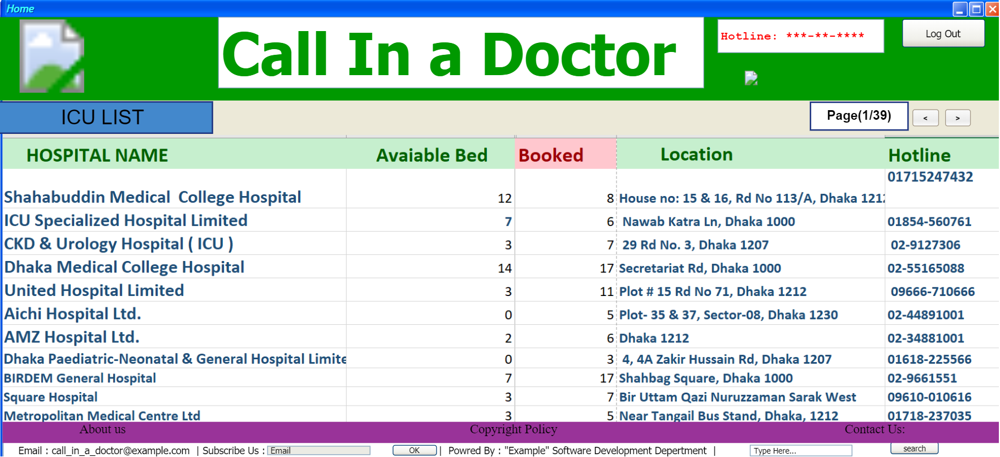 Home
Call In a Doctor
Hotline: ***-**-****
Log Out
ICU LIST
Page(1/39)
<
>
HOSPITAL NAME Avaiable Bed Booked Location Hotline
Shahabuddin Medical College Hospital 12 8 House no: 15 & 16, Rd No 113/A, Dhaka 1212 01715247432
ICU Specialized Hospital Limited 7 6 Nawab Katra Ln, Dhaka 1000 01854-560761
CKD & Urology Hospital ( ICU ) 3 7 29 Rd No. 3, Dhaka 1207 02-9127306
Dhaka Medical College Hospital 14 17 Secretariat Rd, Dhaka 1000 02-55165088
United Hospital Limited 3 11 Plot # 15 Rd No 71, Dhaka 1212 09666-710666
Aichi Hospital Ltd. 0 5 Plot- 35 & 37, Sector-08, Dhaka 1230 02-44891001
AMZ Hospital Ltd. 2 6 Dhaka 1212 02-34881001
Dhaka Paediatric-Neonatal & General Hospital Limite 0 3 4, 4A Zakir Hussain Rd, Dhaka 1207 01618-225566
BIRDEM General Hospital 7 17 Shahbag Square, Dhaka 1000 02-9661551
Square Hospital 3 7 Bir Uttam Qazi Nuruzzaman Sarak West 09610-010616
Metropolitan Medical Centre Ltd 3 5 Near Tangail Bus Stand, Dhaka, 1212 01718-237035
About us Copyright Policy Contact Us:
Email : call_in_a_doctor@example.com | Subscribe Us : Email OK | Powred By : "Example" Software Development Depertment | Type Here... search